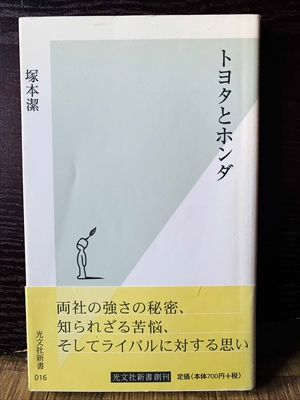 トヨタとホンダ
塚本潔
両社の強さの秘密、
知られざる苦悩、
そしてライバルに対する思い
光文社新書
016
光文社新書創刊
定価(本体700円+税)